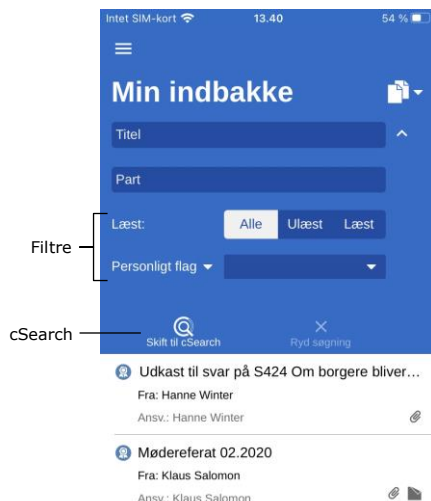 Intet SIM-kort 13.40 54 %
Min indbakke
Titel
Part
Læst: Alle Ulæst Læst
Filtre
Personligt flag
cSearch
Skift til cSearch Ryd søgning
Udkast til svar på S424 Om borgere bliver…
Fra: Hanne Winter
Ansv.: Hanne Winter
Mødereferat 02.2020
Fra: Klaus Salomon
Ansv.: Klaus Salomon